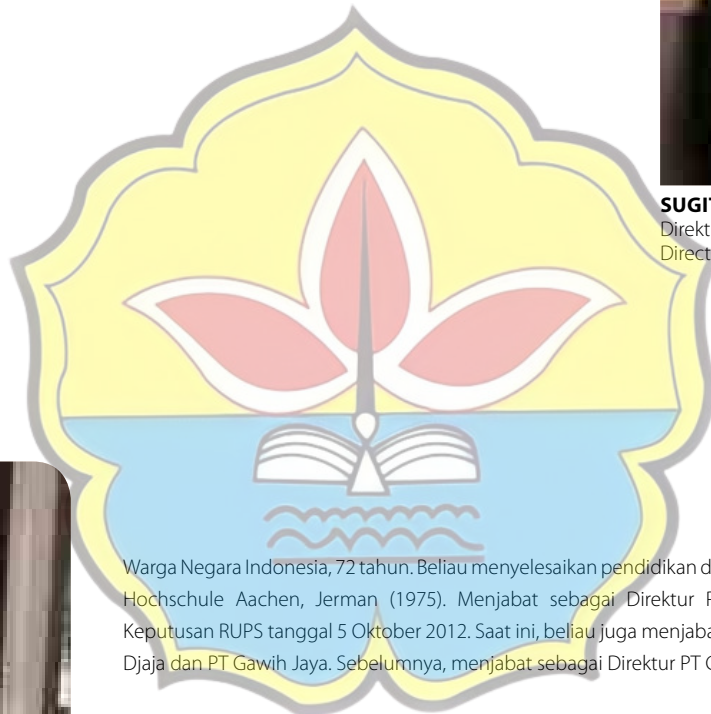 SUGIT
Direkt
Direct
Warga Negara Indonesia, 72 tahun. Beliau menyelesaikan pendidikan d
Hochschule Aachen, Jerman (1975). Menjabat sebagai Direktur P
Keputusan RUPS tanggal 5 Oktober 2012. Saat ini, beliau juga menjaba
Djaja dan PT Gawih Jaya. Sebelumnya, menjabat sebagai Direktur PT